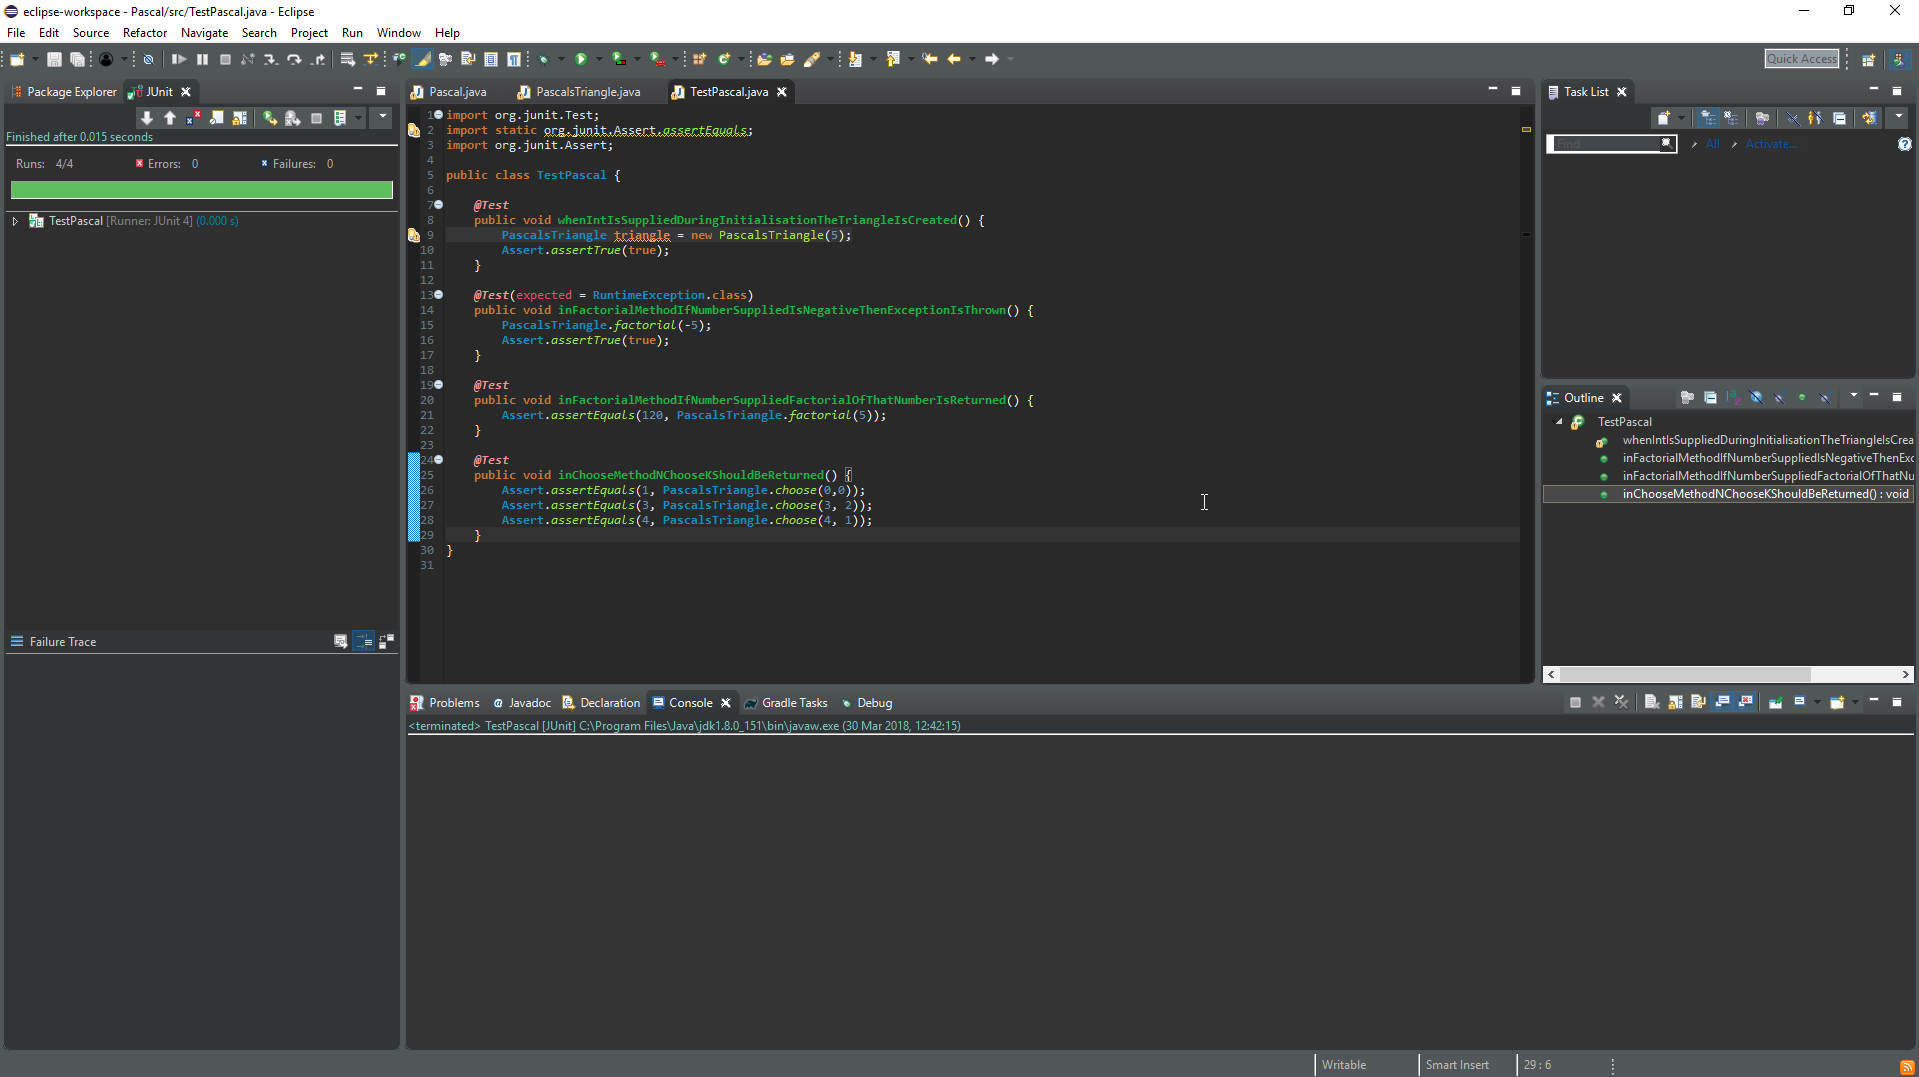 eclipse-workspace - Pascal/src/TestPascal.java - Eclipse
File Edit Source Refactor Navigate Search Project Run Window Help
Quick Access
Package Explorer JUnit
Finished after 0.015 seconds
Runs: 4/4 Errors: 0 Failures: 0
TestPascal [Runner: JUnit 4] (0.000 s)
Failure Trace
Pascal.java PascalsTriangle.java TestPascal.java
1 import org.junit.Test;
2 import static org.junit.Assert.assertEquals;
3 import org.junit.Assert;
4
5 public class TestPascal {
6
7 @Test
8 public void whenIntIsSuppliedDuringInitialisationTheTriangleIsCreated() {
9 PascalsTriangle triangle = new PascalsTriangle(5);
10 Assert.assertTrue(true);
11 }
12
13 @Test(expected = RuntimeException.class)
14 public void inFactorialMethodIfNumberSuppliedIsNegativeThenExceptionIsThrown() {
15 PascalsTriangle.factorial(-5);
16 Assert.assertTrue(true);
17 }
18
19 @Test
20 public void inFactorialMethodIfNumberSuppliedFactorialOfThatNumberIsReturned() {
21 Assert.assertEquals(120, PascalsTriangle.factorial(5));
22 }
23
24 @Test
25 public void inChooseMethodNChooseKShouldBeReturned() {
26 Assert.assertEquals(1, PascalsTriangle.choose(0,0));
27 Assert.assertEquals(3, PascalsTriangle.choose(3, 2));
28 Assert.assertEquals(4, PascalsTriangle.choose(4, 1));
29 }
30 }
31
Task List
Find All Activate...
Outline
TestPascal
whenIntIsSuppliedDuringInitialisationTheTriangleIsCrea
inFactorialMethodIfNumberSuppliedIsNegativeThenExc
inFactorialMethodIfNumberSuppliedFactorialOfThatNu
inChooseMethodNChooseKShouldBeReturned() : void
Problems @ Javadoc Declaration Console Gradle Tasks Debug
<terminated> TestPascal [JUnit] C:\Program Files\Java\jdk1.8.0_151\bin\javaw.exe (30 Mar 2018, 12:42:15)
Writable Smart Insert 29 : 6